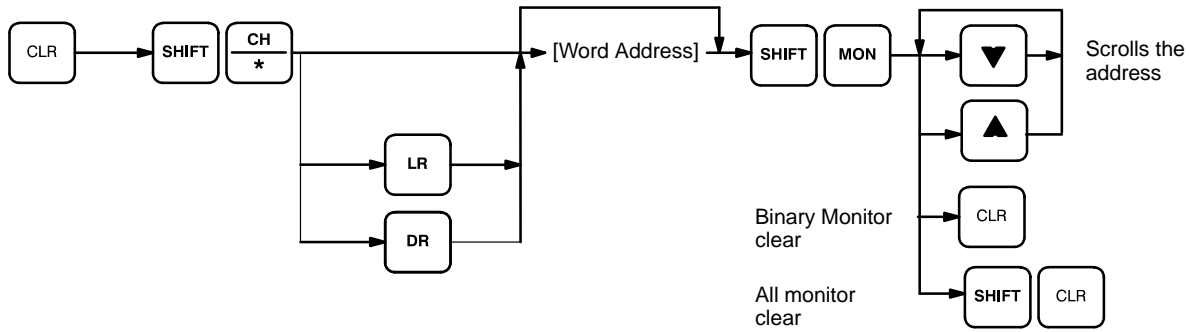 CLR
SHIFT
CH
*
[Word Address]
SHIFT
MON
▼
Scrolls the
address
▲
LR
DR
Binary Monitor
clear
CLR
All monitor
clear
SHIFT
CLR